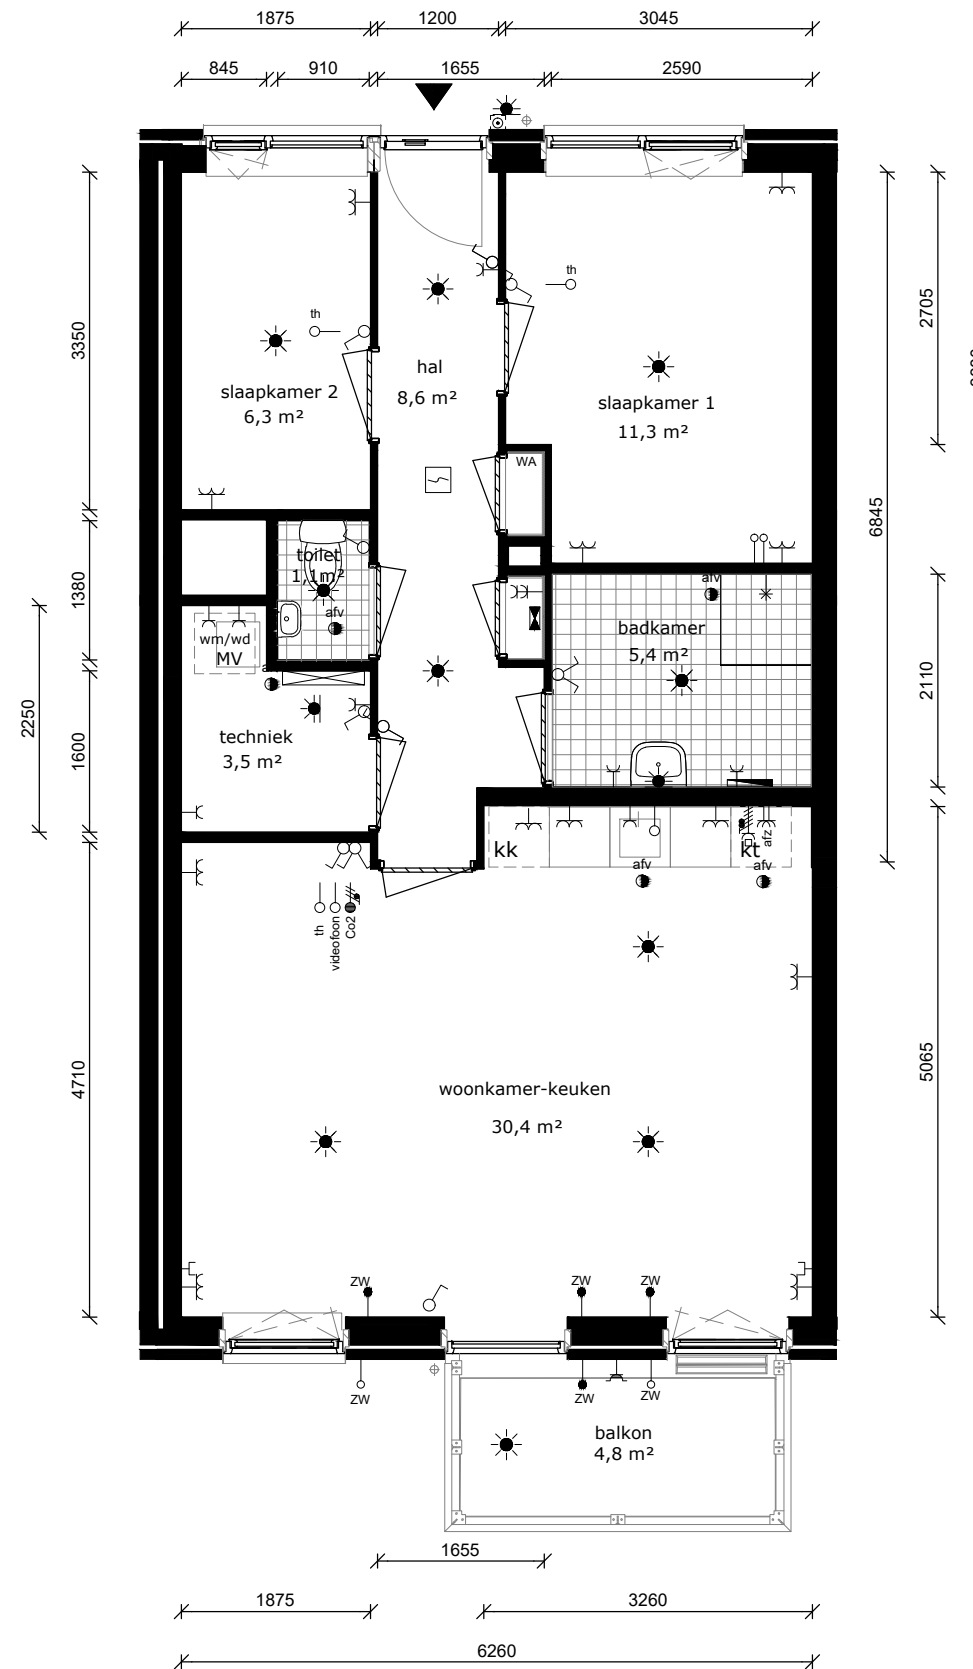 1875
1200
3045
845
910
1655
2590
th
th
3350
2705
hal
8,6 m²
slaapkamer 2
6,3 m²
slaapkamer 1
11,3 m²
WA
6845
toilet
1,1m²
1380
afv
afv
badkamer
5,4 m²
wm/wd
MV
2110
2250
techniek
3,5 m²
1600
kk
kt
afv
afv
afz
th
videofoon
Co2
4710
5065
woonkamer-keuken
30,4 m²
ZW
ZW
ZW
ZW
ZW
ZW
balkon
4,8 m²
1655
1875
3260
6260